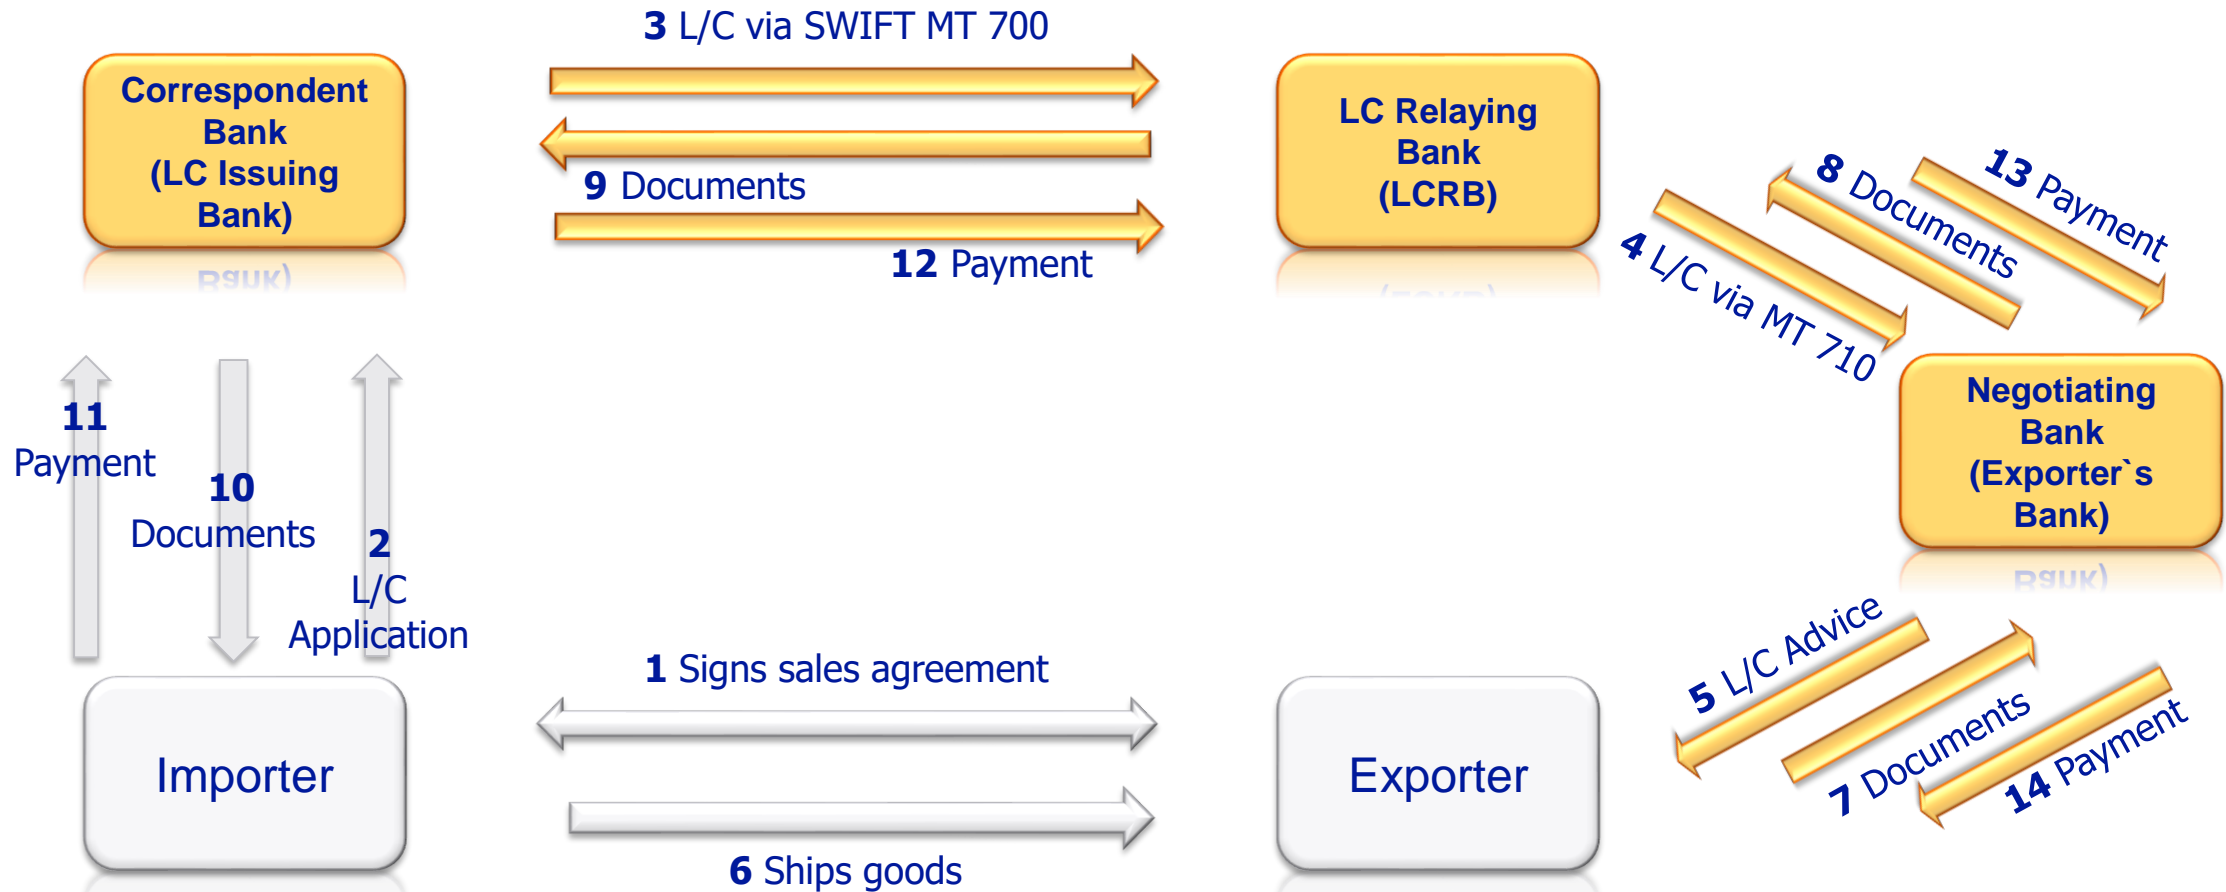 3 L/C via SWIFT MT 700
Correspondent
Bank
(LC Issuing
Bank)
LC Relaying
Bank
(LCRB)
9 Documents
12 Payment
13 Payment
8 Documents
4 L/C via MT 710
Negotiating
Bank
(Exporter`s
Bank)
11
Payment
10
Documents
2
L/C
Application
1 Signs sales agreement
5 L/C Advice
7 Documents
14 Payment
Importer
Exporter
6 Ships goods